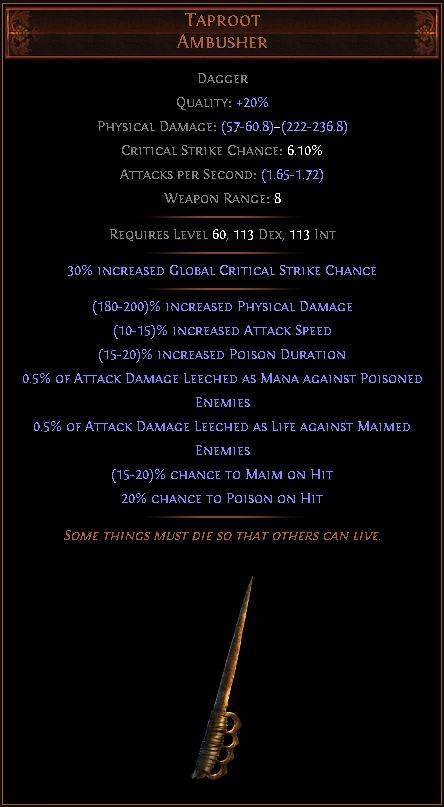 Taproot
Ambusher
Dagger
Quality: +20%
Physical Damage: (57-60.8)–(222-236.8)
Critical Strike Chance: 6.10%
Attacks per Second: (1.65-1.72)
Weapon Range: 8
Requires Level 60, 113 Dex, 113 Int
30% increased Global Critical Strike Chance
(180-200)% increased Physical Damage
(10-15)% increased Attack Speed
(15-20)% increased Poison Duration
0.5% of Attack Damage Leeched as Mana against Poisoned
Enemies
0.5% of Attack Damage Leeched as Life against Maimed
Enemies
(15-20)% chance to Maim on Hit
20% chance to Poison on Hit
Some things must die so that others can live.